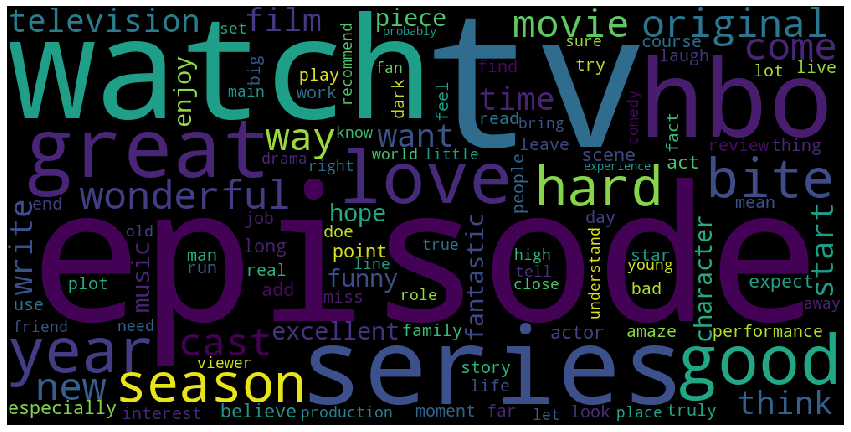 television set film piece probably movie sure course original come
watch tv hbo
main big play work recommend fan dark feel find try laugh lot live
enjoy time read bring comedy fact
great way know want leave scene act review thing
drama right world little people experience
wonderful love hard bite
end job hope day mean
episode
write old man doe point true line high tell close understand star young bad character expect start
plot music run long real funny fantastic
use add miss role away
friend need cast excellent family actor amaze performance
year viewer series story good
new season life think
especially interest believe production moment far let look place truly